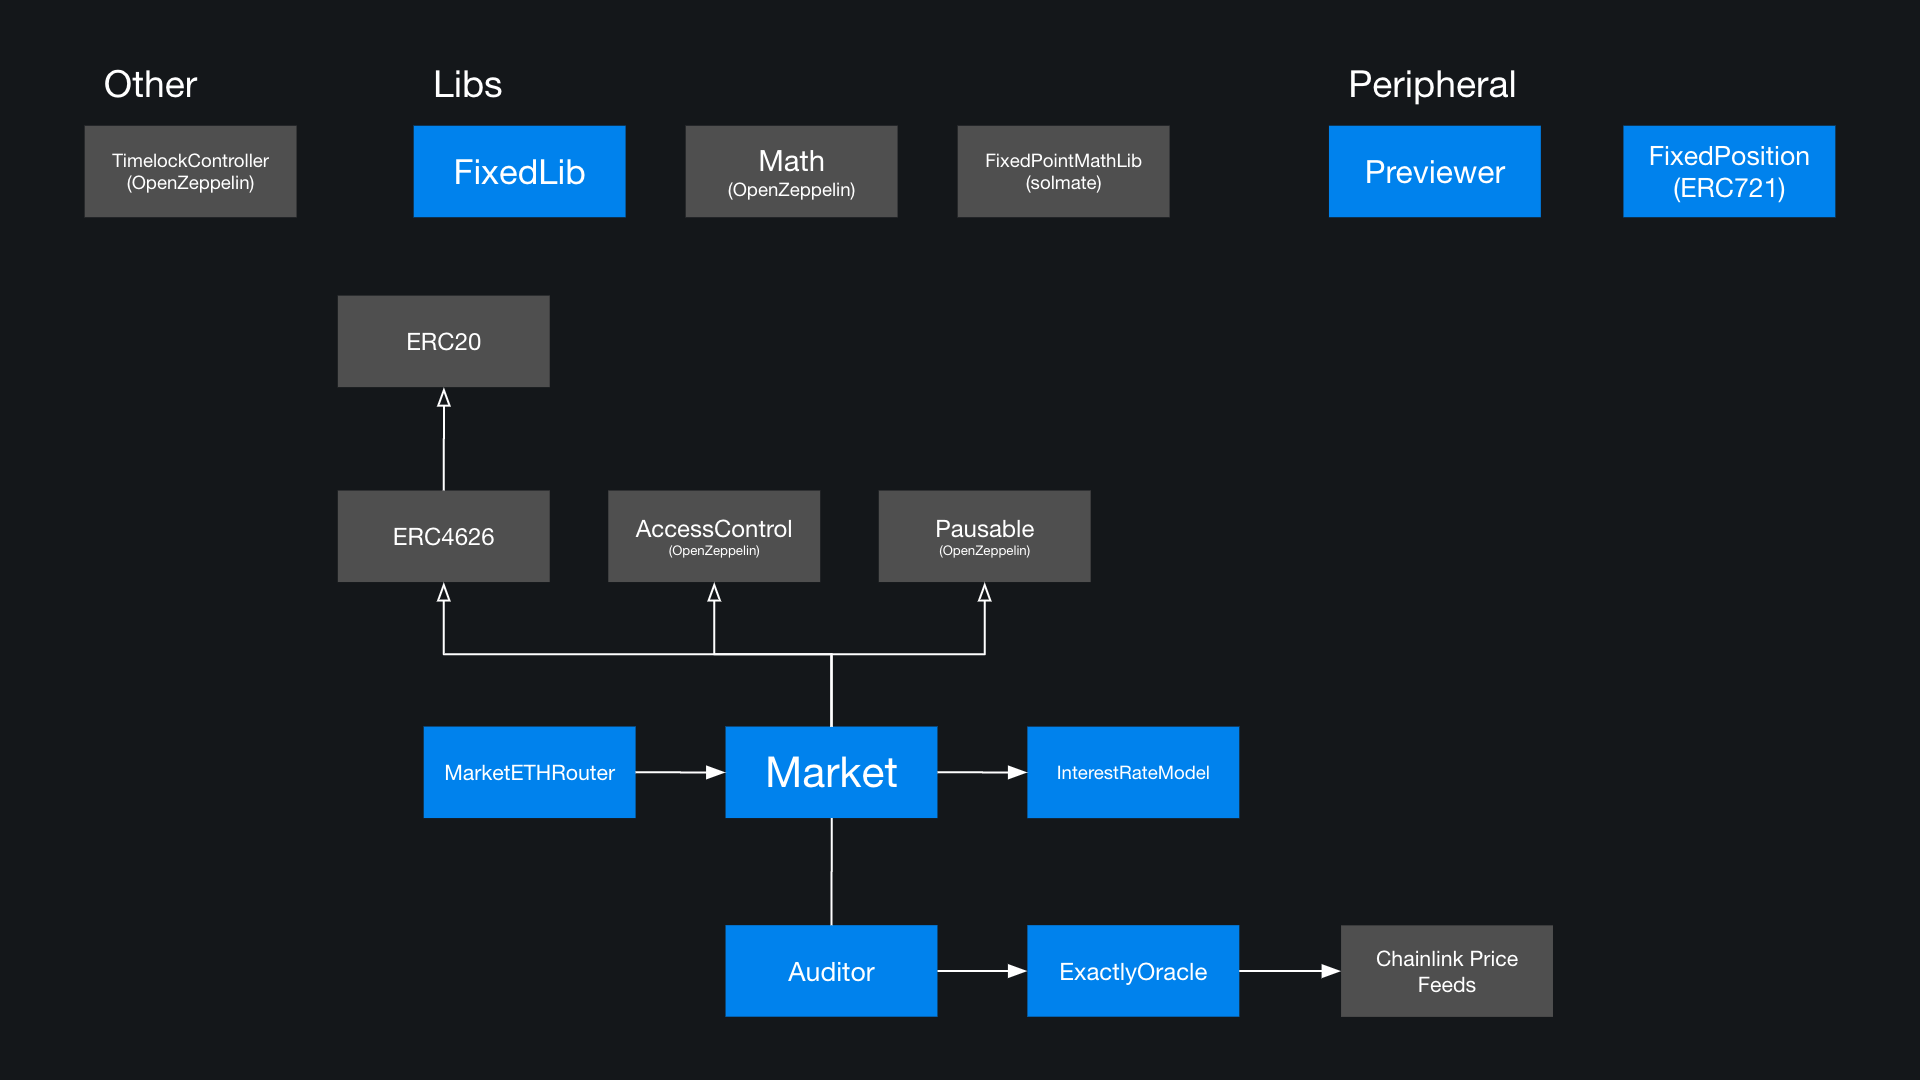 Other
Libs
Peripheral
TimelockController
(OpenZeppelin)
FixedLib
Math
(OpenZeppelin)
FixedPointMathLib
(solmate)
Previewer
FixedPosition
(ERC721)
ERC20
ERC4626
AccessControl
(OpenZeppelin)
Pausable
(OpenZeppelin)
MarketETHRouter
Market
InterestRateModel
Auditor
ExactlyOracle
Chainlink Price
Feeds